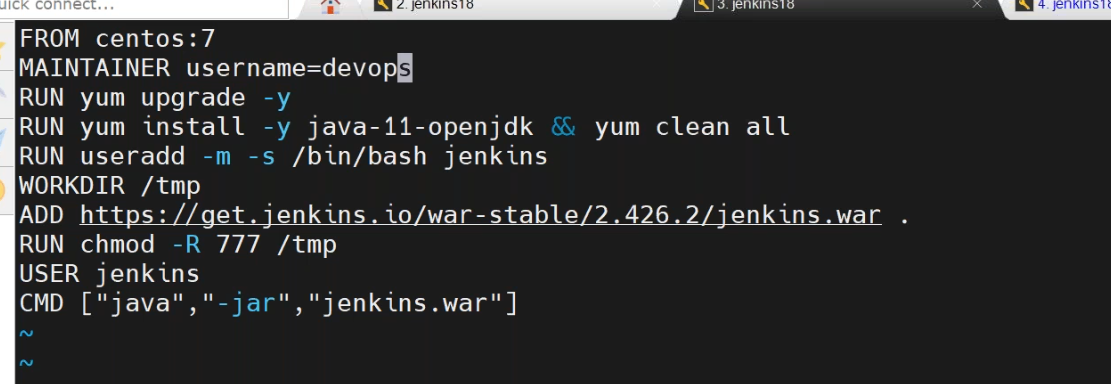 uick connect...
2. jenkins18
3. jenkins18
4. jenkins18
FROM centos:7
MAINTAINER username=devops
RUN yum upgrade -y
RUN yum install -y java-11-openjdk && yum clean all
RUN useradd -m -s /bin/bash jenkins
WORKDIR /tmp
ADD https://get.jenkins.io/war-stable/2.426.2/jenkins.war .
RUN chmod -R 777 /tmp
USER jenkins
CMD ["java","-jar","jenkins.war"]
~
~